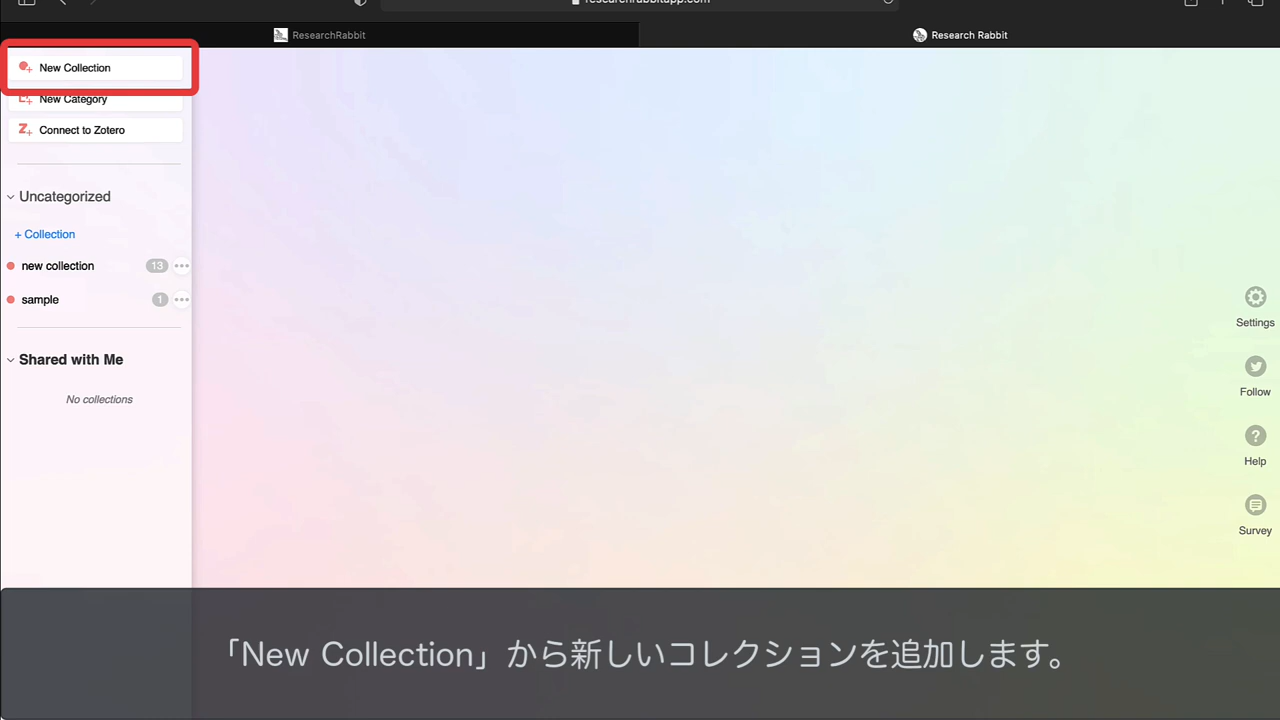 researchrabbitapp.com
ResearchRabbit
Research Rabbit
New Collection
New Category
Connect to Zotero
Uncategorized
+ Collection
new collection 13
sample 1
Shared with Me
No collections
Settings
Follow
Help
Survey
「New Collection」から新しいコレクションを追加します。